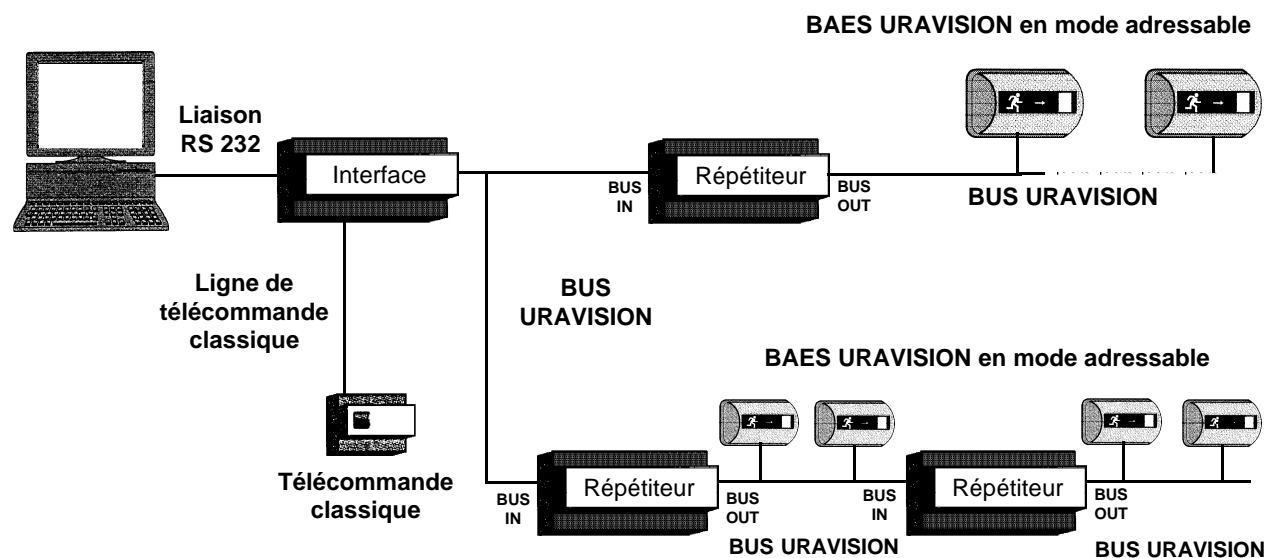 BAES URAVISION en mode adressable
Liaison
RS 232
Interface
BUS
IN
Répétiteur
BUS
OUT
BUS URAVISION
Ligne de
télécommande
classique
BUS
URAVISION
BAES URAVISION en mode adressable
Télécommande
classique
BUS
IN
Répétiteur
BUS
OUT
BUS URAVISION
BUS
IN
Répétiteur
BUS
OUT
BUS URAVISION